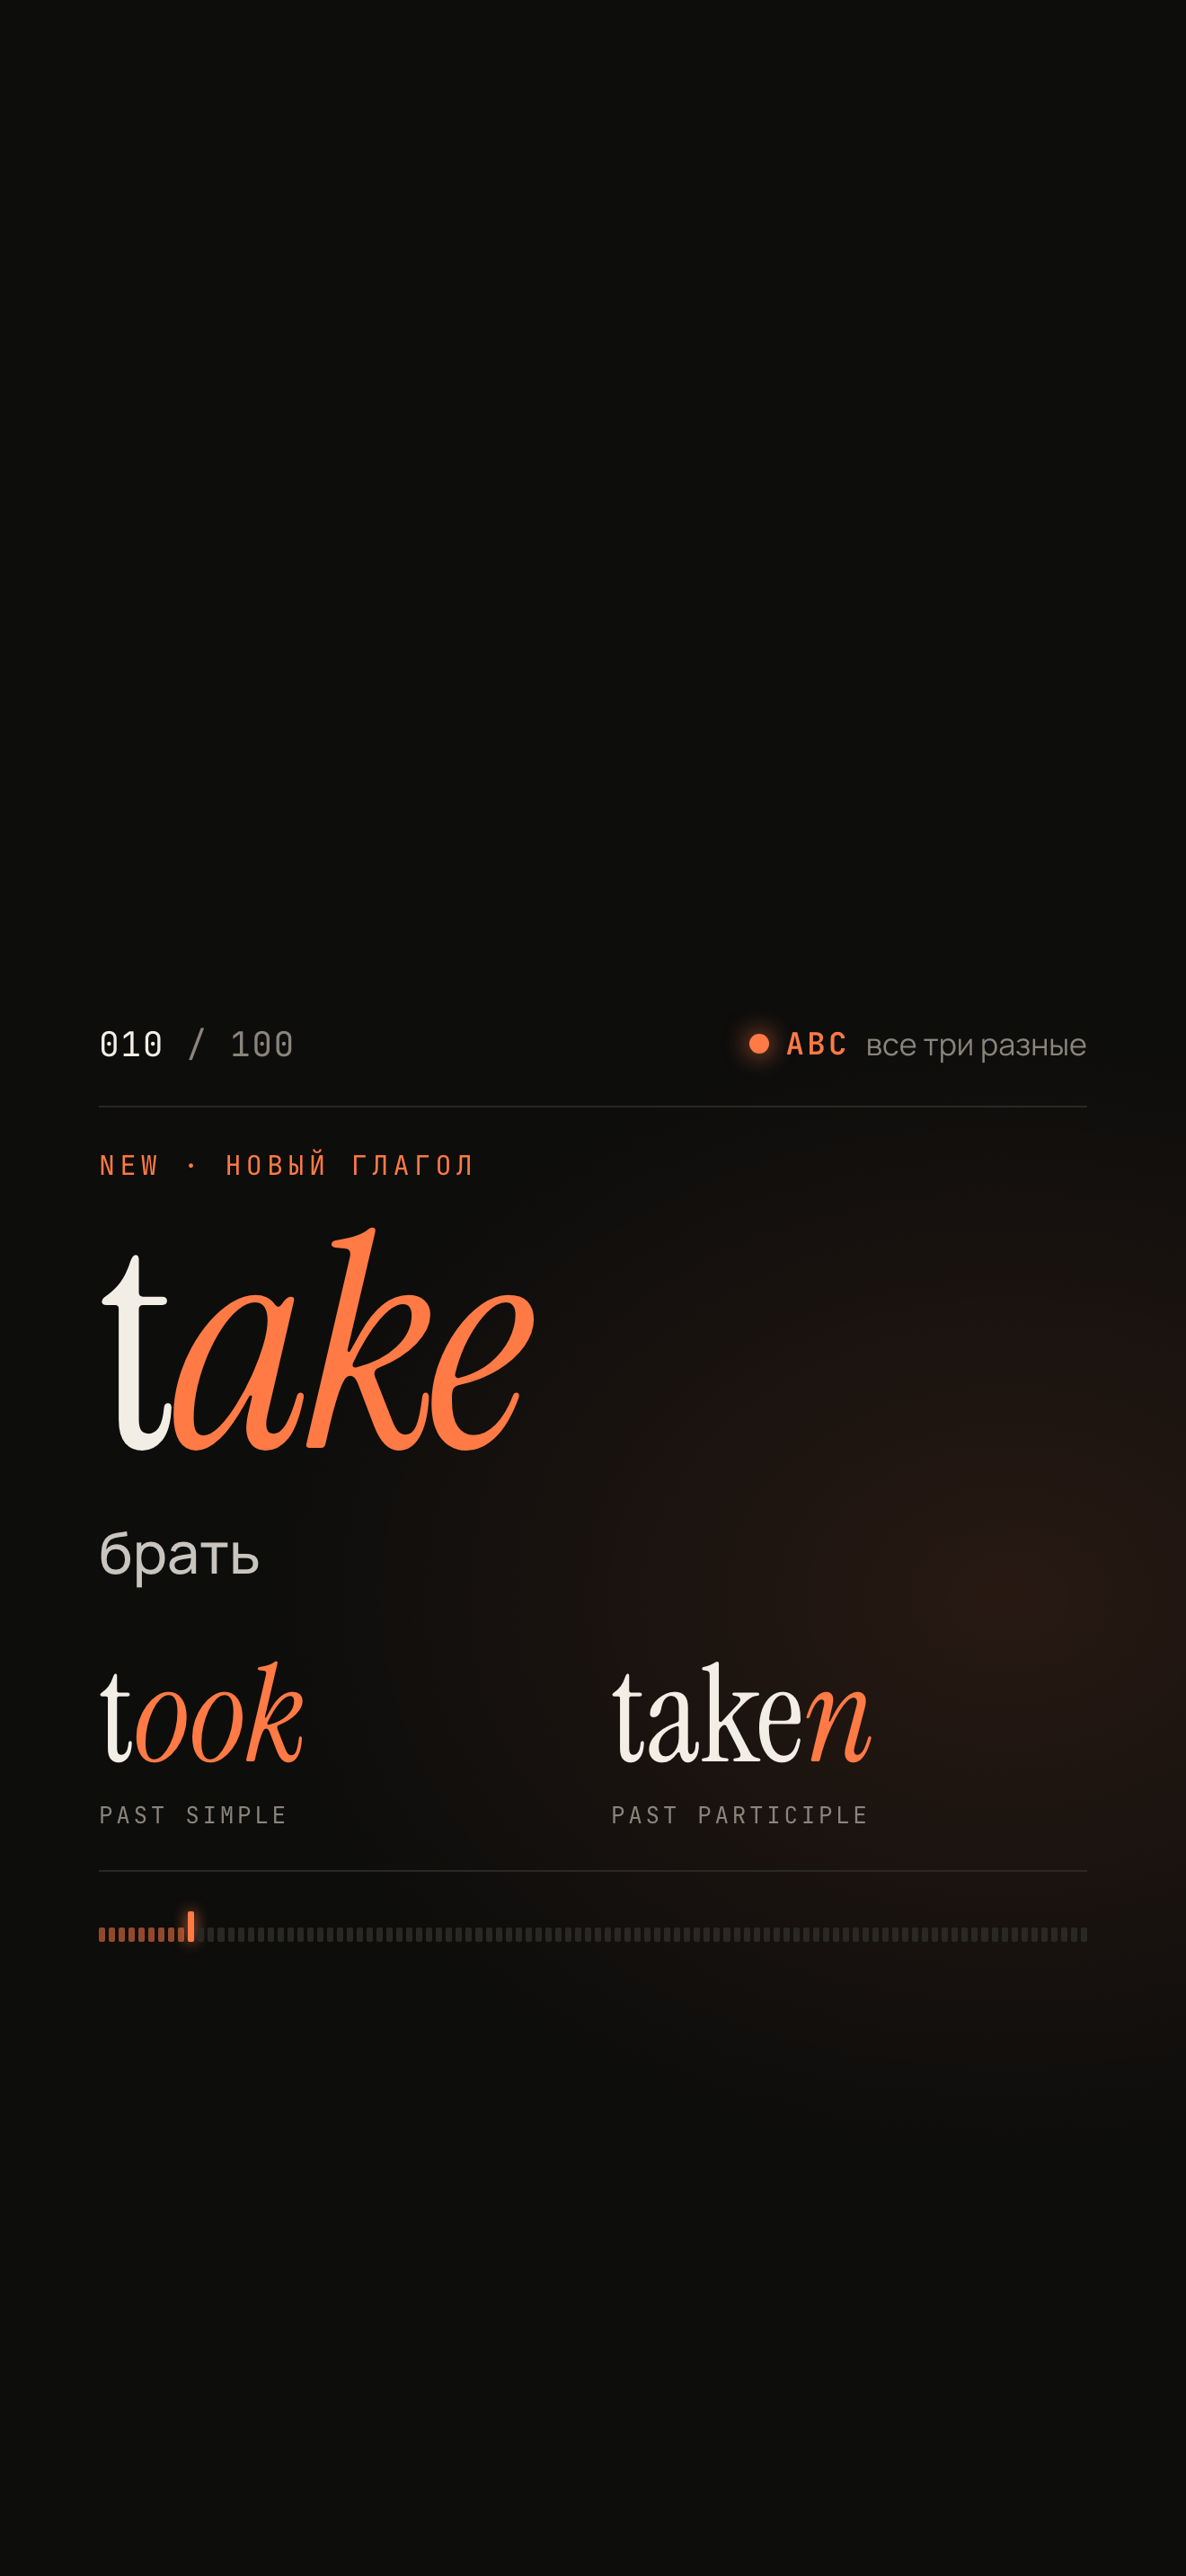 010 / 100
ABC все три разные
NEW · НОВЫЙ ГЛАГОЛ
take
брать
took
taken
PAST SIMPLE
PAST PARTICIPLE